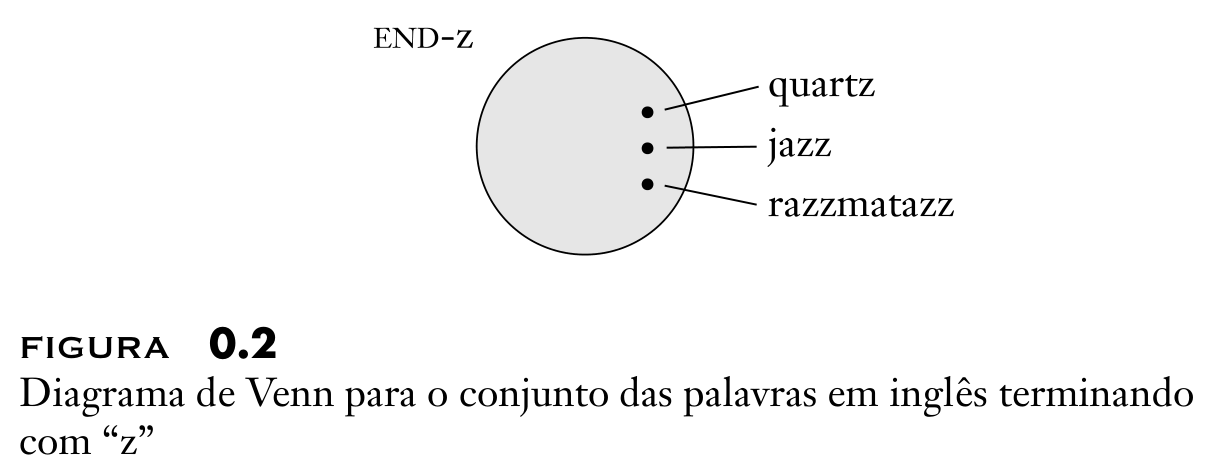 END-Z
quartz
jazz
razzmatazz
FIGURA 0.2
Diagrama de Venn para o conjunto das palavras em inglês terminando
com “z”